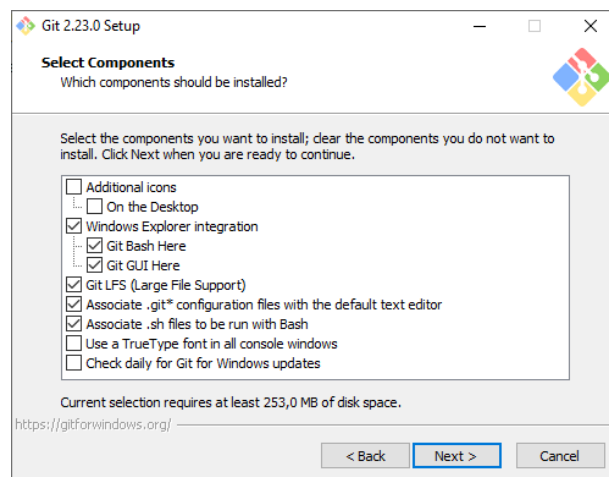 Git 2.23.0 Setup
Select Components
Which components should be installed?
Select the components you want to install; clear the components you do not want to
install. Click Next when you are ready to continue.
Additional icons
On the Desktop
Windows Explorer integration
Git Bash Here
Git GUI Here
Git LFS (Large File Support)
Associate .git* configuration files with the default text editor
Associate .sh files to be run with Bash
Use a TrueType font in all console windows
Check daily for Git for Windows updates
Current selection requires at least 253,0 MB of disk space.
https://gitforwindows.org/
< Back Next > Cancel